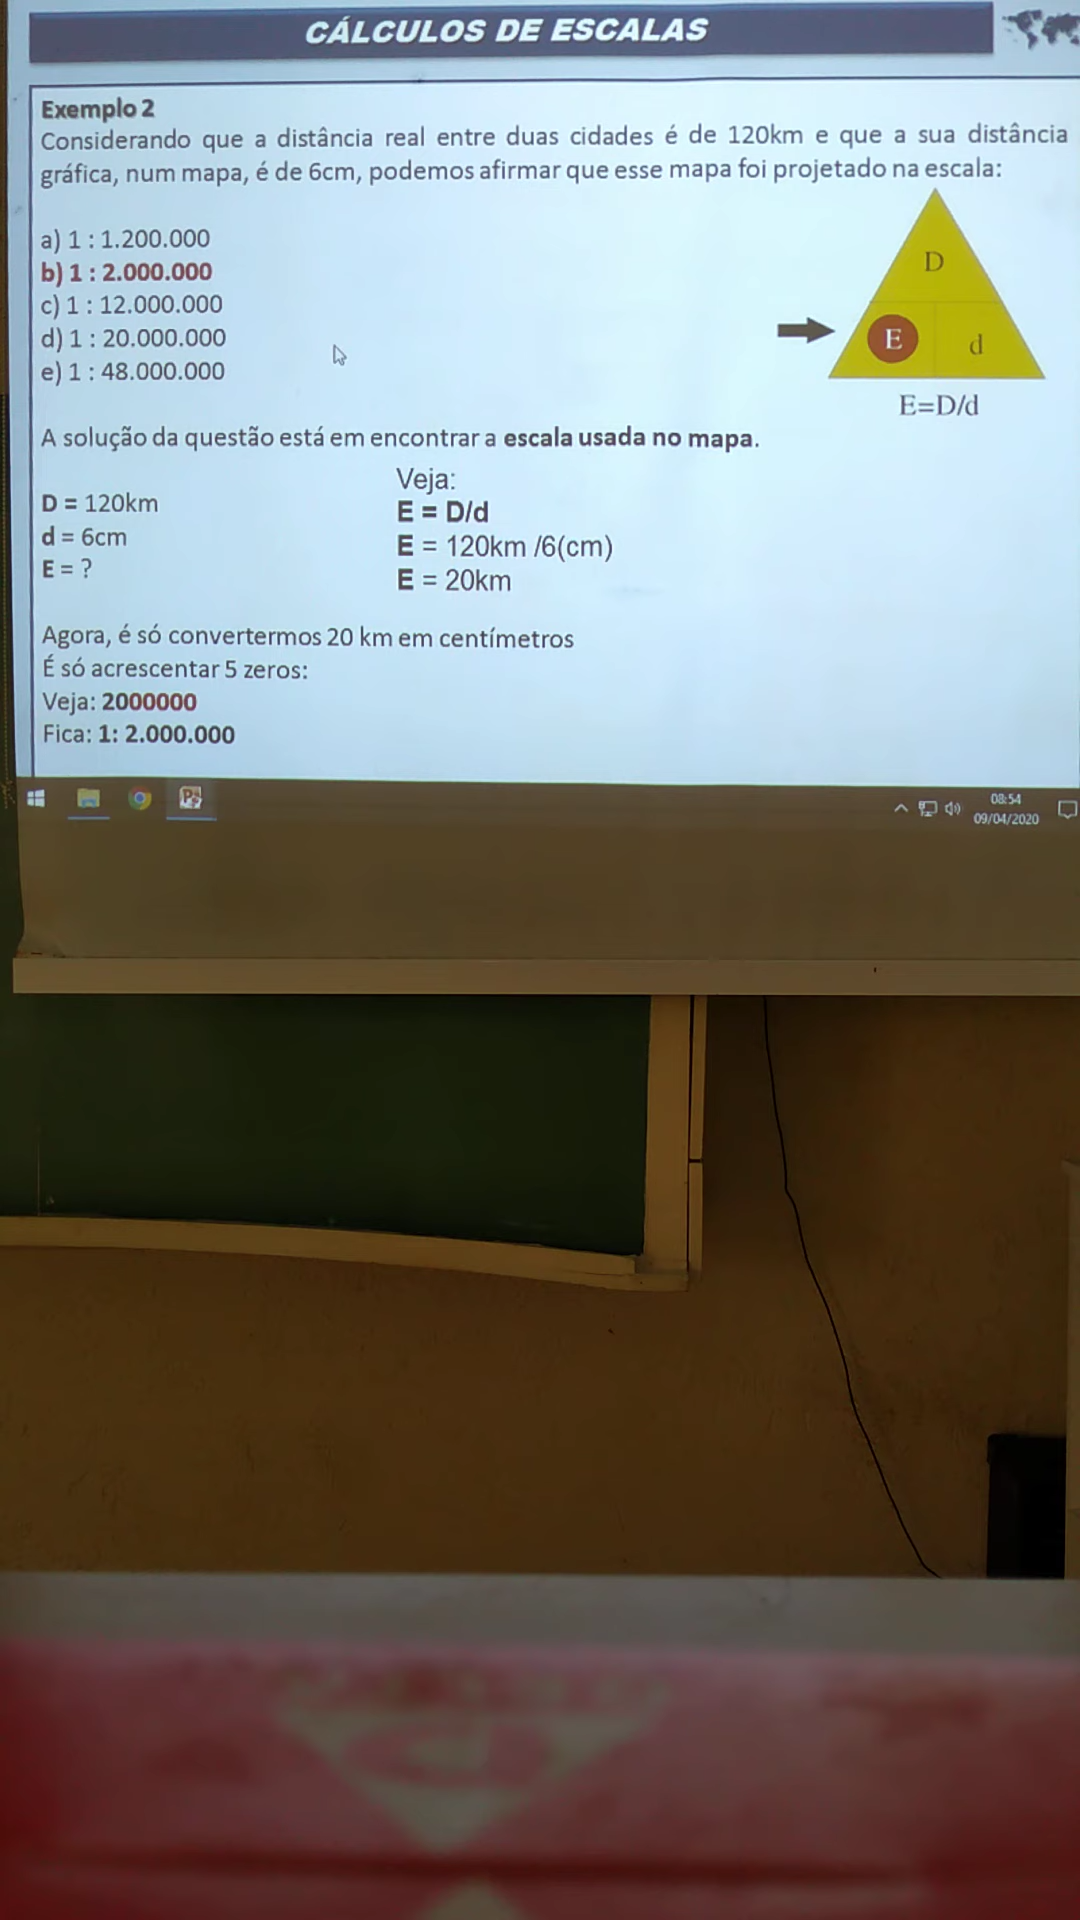 CÁLCULOS DE ESCALAS
Exemplo 2
Considerando que a distância real entre duas cidades é de 120km e que a sua distância
gráfica, num mapa, é de 6cm, podemos afirmar que esse mapa foi projetado na escala:
a) 1 : 1.200.000
b) 1 : 2.000.000
c) 1 : 12.000.000
d) 1 : 20.000.000
e) 1 : 48.000.000
D
E
d
E=D/d
A solução da questão está em encontrar a escala usada no mapa.
D = 120km
d = 6cm
E = ?
Veja:
E = D/d
E = 120km /6(cm)
E = 20km
Agora, é só convertermos 20 km em centímetros
É só acrescentar 5 zeros:
Veja: 2000000
Fica: 1: 2.000.000
08:54
09/04/2020